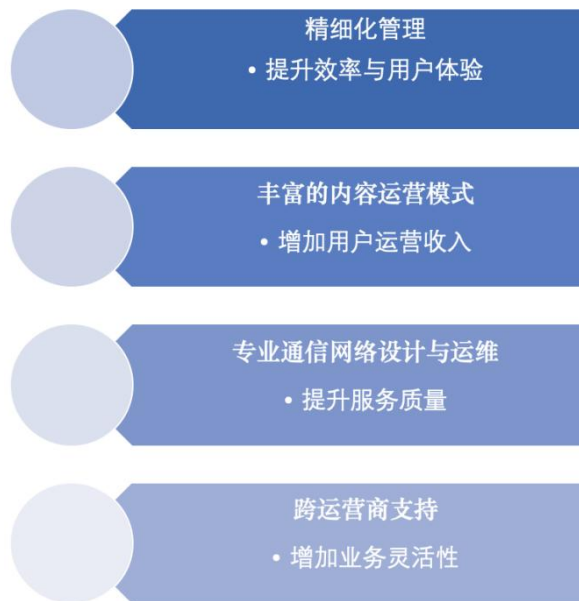 精细化管理
• 提升效率与用户体验
丰富的内容运营模式
• 增加用户运营收入
专业通信网络设计与运维
• 提升服务质量
跨运营商支持
• 增加业务灵活性